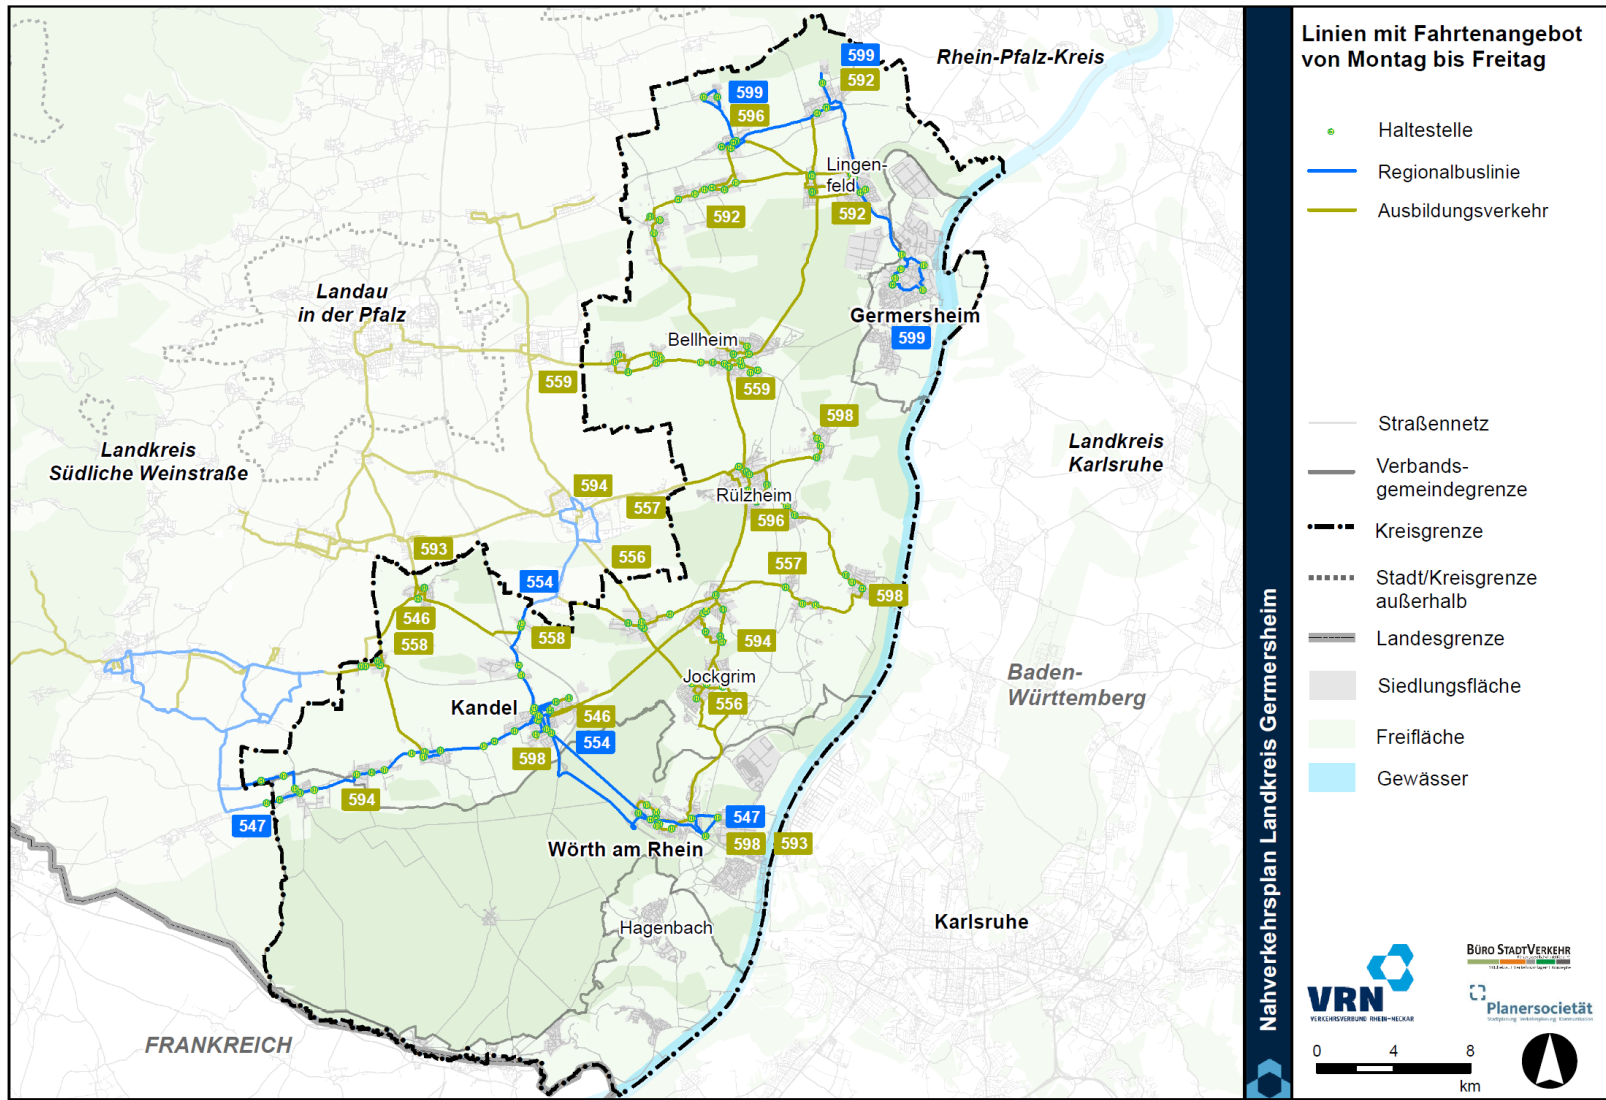 Linien mit Fahrtenangebot
von Montag bis Freitag
Haltestelle
Regionalbuslinie
Ausbildungsverkehr
Straßennetz
Verbands-
gemeindegrenze
Kreisgrenze
Stadt/Kreisgrenze
außerhalb
Landesgrenze
Siedlungsfläche
Freifläche
Gewässer
VRN
VERKEHRSVERBUND RHEIN-NECKAR
BÜRO STADTVERKEHR
Planersocietät
0 4 8
km
Nahverkehrsplan Landkreis Germersheim
Rhein-Pfalz-Kreis
599
592
599
596
Lingen-
feld
592
592
Landau
in der Pfalz
Germersheim
599
Bellheim
559
559
598
Landkreis
Südliche Weinstraße
Landkreis
Karlsruhe
594
557
Rülzheim
596
593
556
557
554
598
546
558
558
594
Jockgrim
556
Baden-
Württemberg
Kandel
546
554
598
594
547
547
Wörth am Rhein
598
593
Hagenbach
Karlsruhe
FRANKREICH